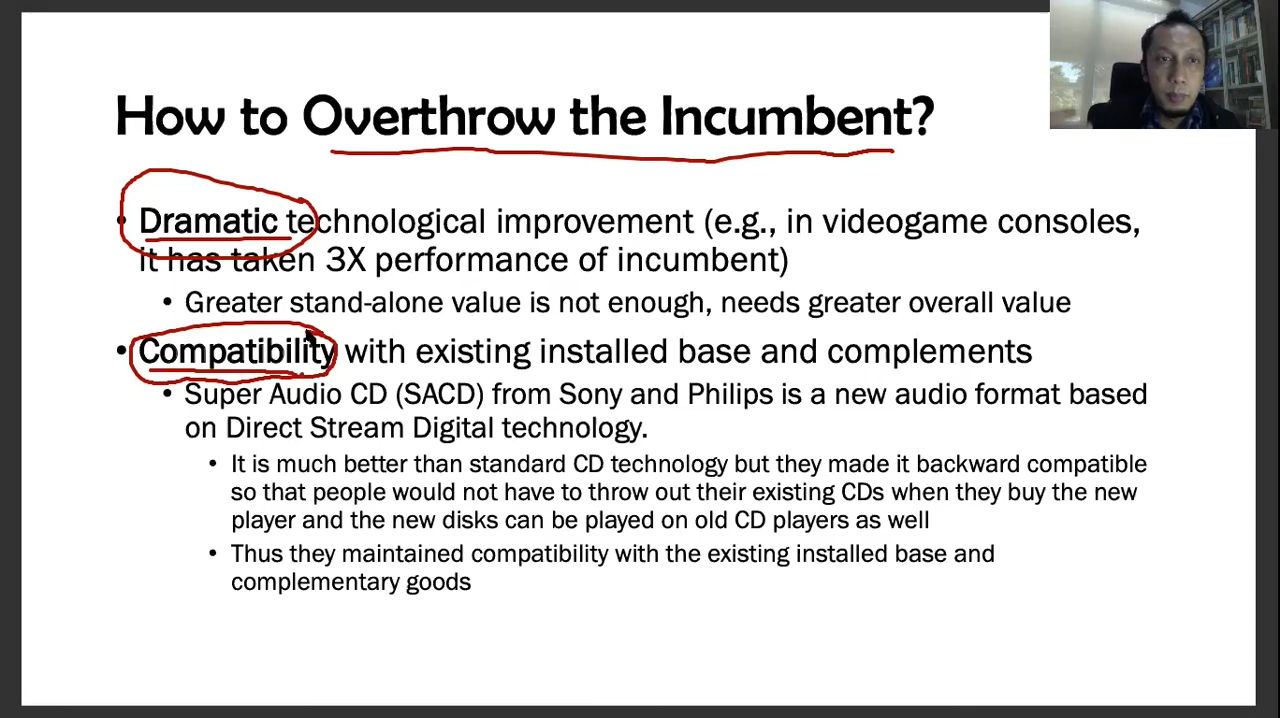 How to Overthrow the Incumbent?
• Dramatic technological improvement (e.g., in videogame consoles,
it has taken 3X performance of incumbent)
• Greater stand-alone value is not enough, needs greater overall value
• Compatibility with existing installed base and complements
• Super Audio CD (SACD) from Sony and Philips is a new audio format based
on Direct Stream Digital technology.
• It is much better than standard CD technology but they made it backward compatible
so that people would not have to throw out their existing CDs when they buy the new
player and the new disks can be played on old CD players as well
• Thus they maintained compatibility with the existing installed base and
complementary goods